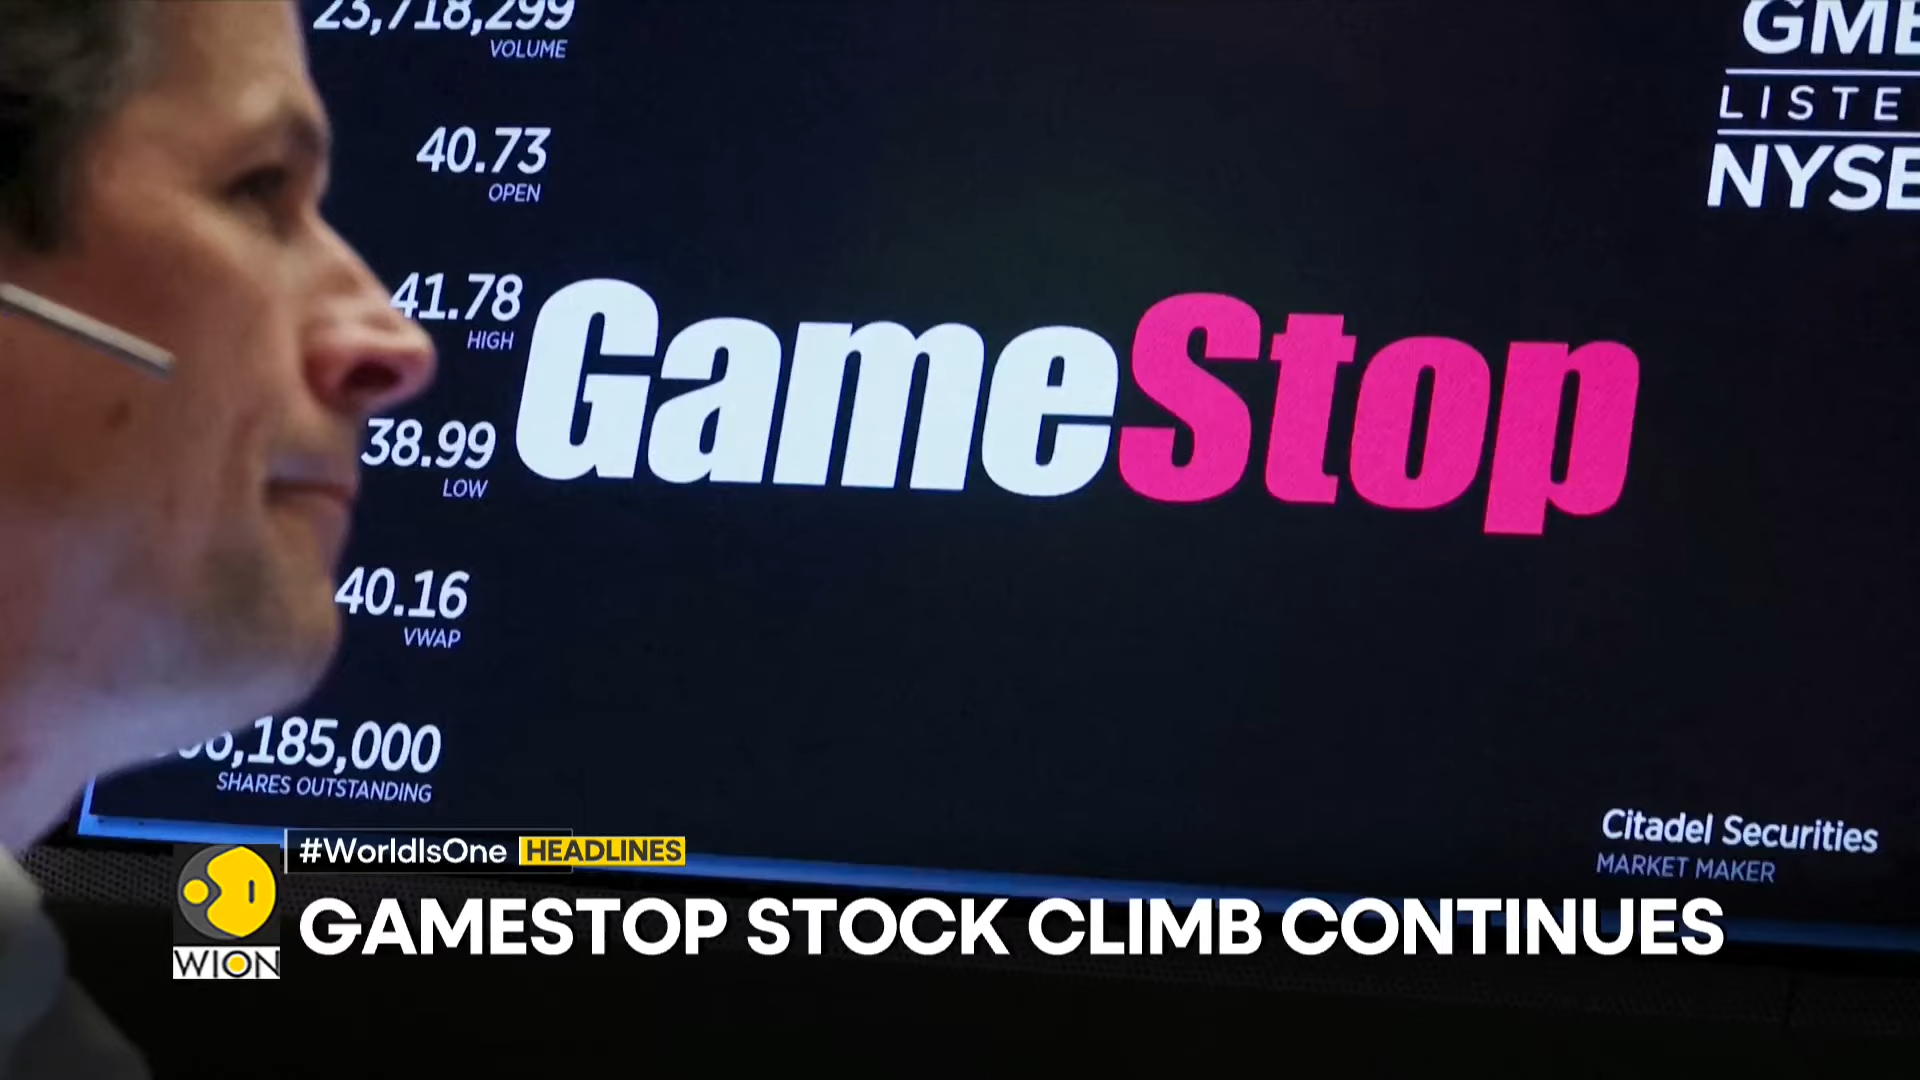 23,718,299
VOLUME
40.73
OPEN
41.78
HIGH
38.99
LOW
40.16
VWAP
,185,000
SHARES OUTSTANDING
GameStop
GME
LISTE
NYSE
Citadel Securities
MARKET MAKER
#WorldIsOne HEADLINES
GAMESTOP STOCK CLIMB CONTINUES
WION